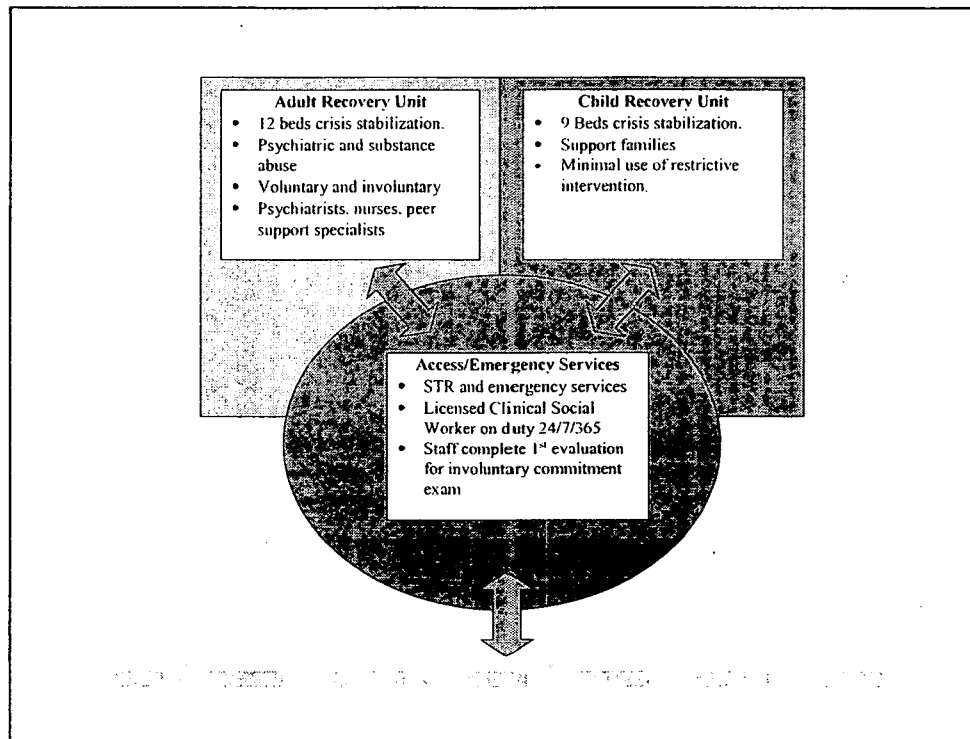 Adult Recovery Unit
• 12 beds crisis stabilization.
• Psychiatric and substance
abuse
• Voluntary and involuntary
• Psychiatrists, nurses, peer
support specialists
Child Recovery Unit
• 9 Beds crisis stabilization.
• Support families
• Minimal use of restrictive
intervention.
Access/Emergency Services
• STR and emergency services
• Licensed Clinical Social
Worker on duty 24/7/365
• Staff complete 1st evaluation
for involuntary commitment
exam